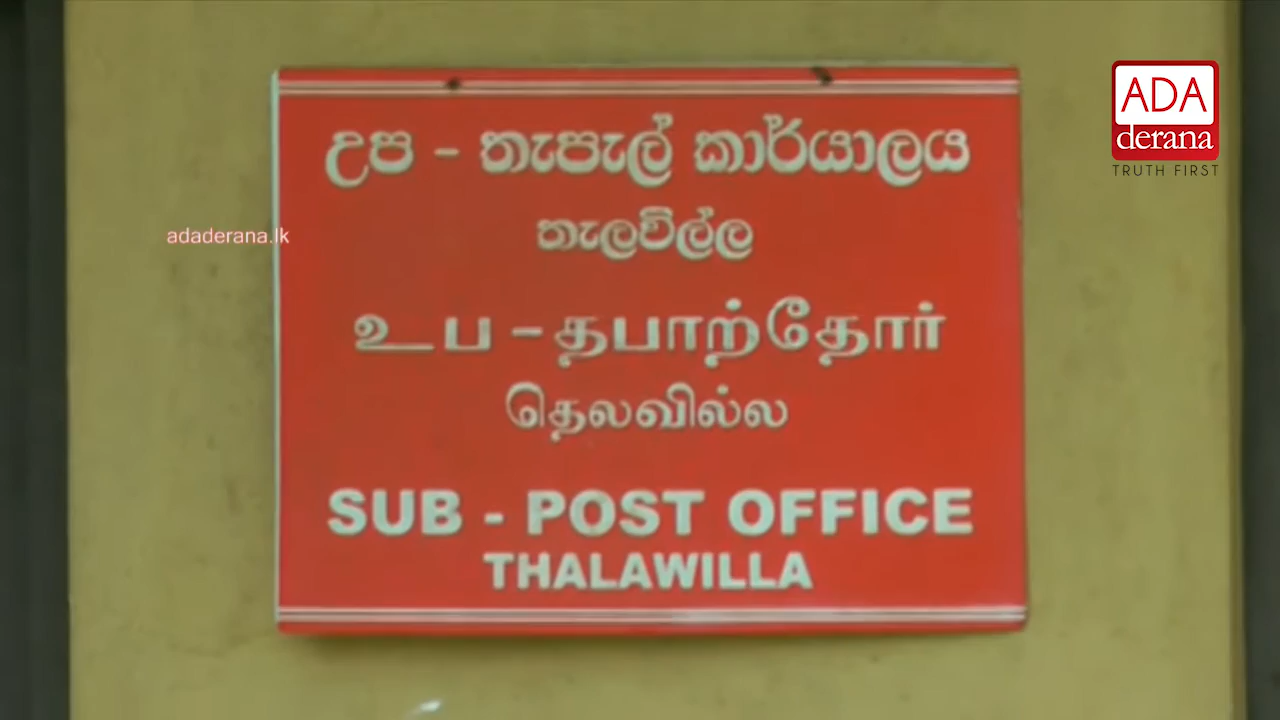 උප - තැපැල් කාර්යාලය
තැලවිල්ල
உப - தபாற்தோர்
தெலவில்ல
SUB - POST OFFICE
THALAWILLA
adaderana.lk
ADA
derana
TRUTH FIRST